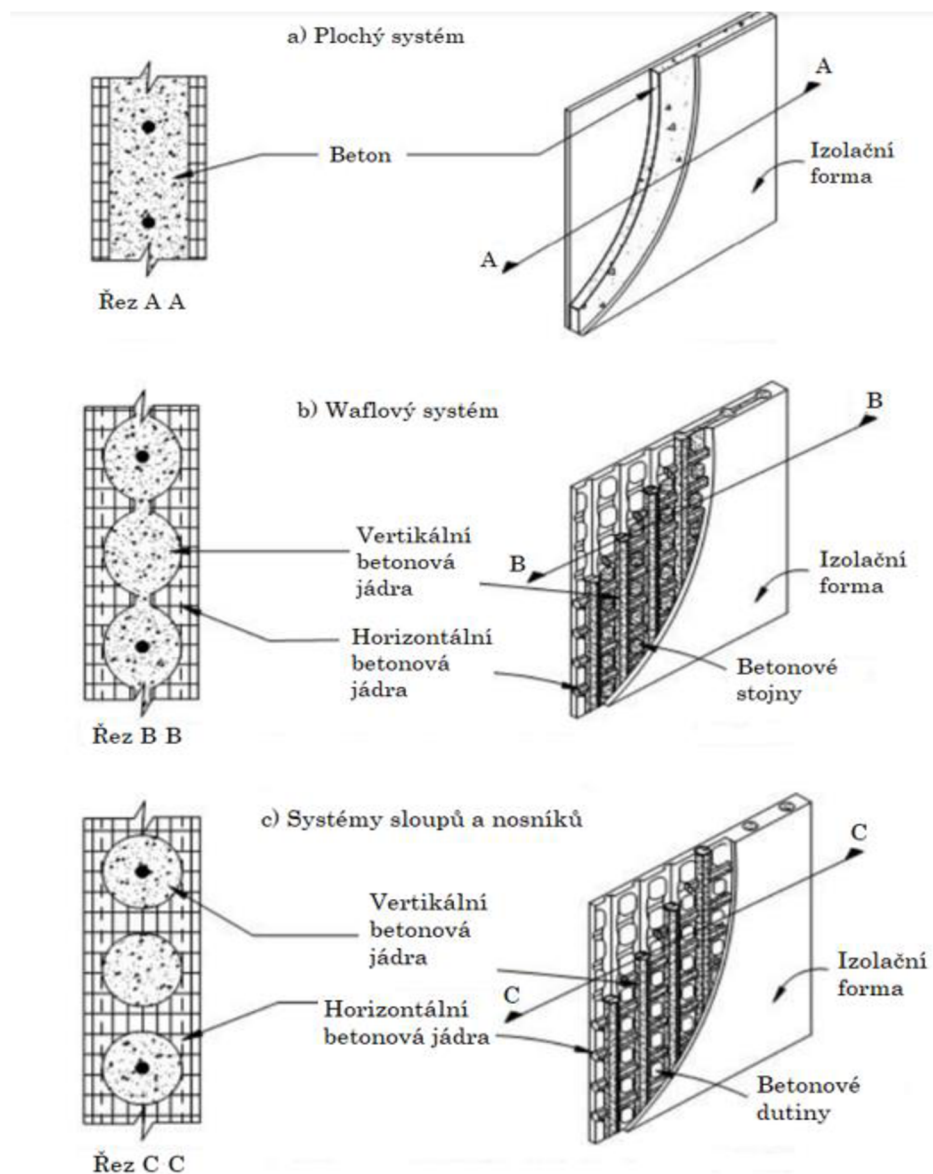 a) Plochý systém
A
Beton
Izolační
forma
A
Řez A A
b) Waflový systém
B
Vertikální
betonová
jádra
B
Izolační
forma
Horizontální
betonová
jádra
Betonové
stojny
Řez B B
c) Systémy sloupů a nosníků
C
Vertikální
betonová
jádra
Izolační
forma
C
Horizontální
betonová jádra
Betonové
dutiny
Řez C C